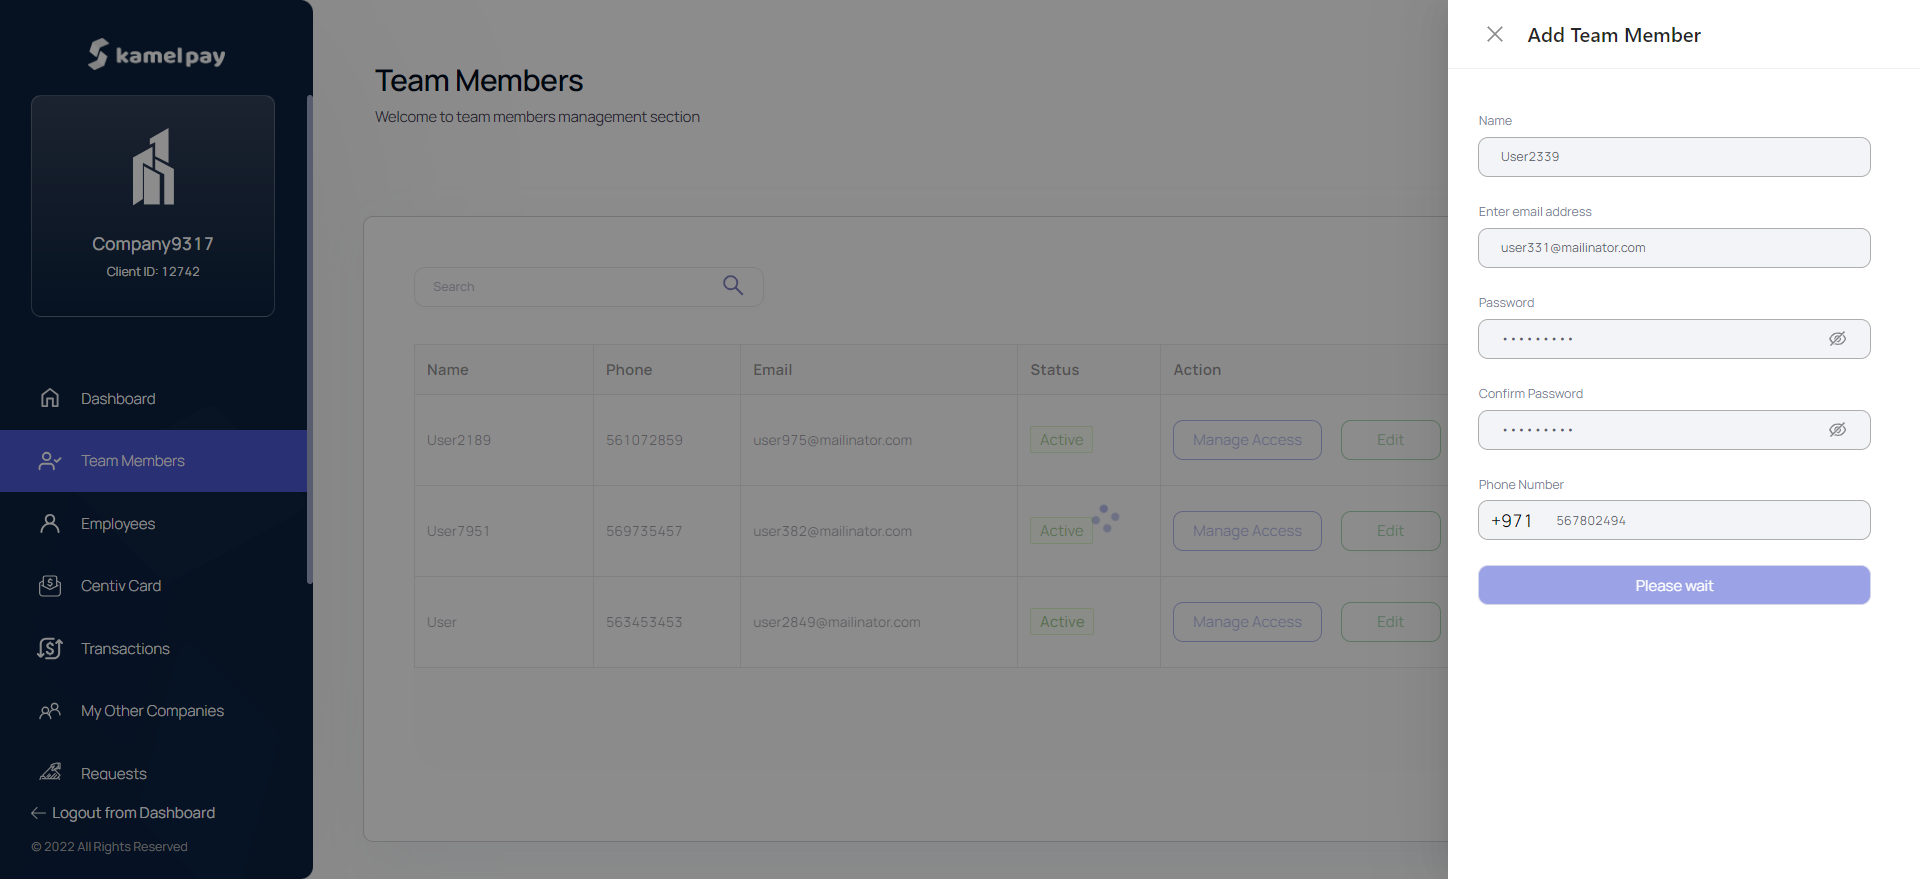 kamelpay
Company9317
Client ID: 12742
Dashboard
Team Members
Employees
Centiv Card
Transactions
My Other Companies
Requests
Logout from Dashboard
© 2022 All Rights Reserved
Team Members
Welcome to team members management section
Search
Name Phone Email Status Action
User2189 561072859 user975@mailinator.com Active Manage Access Edit
User7951 569735457 user382@mailinator.com Active Manage Access Edit
User 563453453 user2849@mailinator.com Active Manage Access Edit
Add Team Member
Name
User2339
Enter email address
user331@mailinator.com
Password
•••••••••
Confirm Password
•••••••••
Phone Number
+971 567802494
Please wait